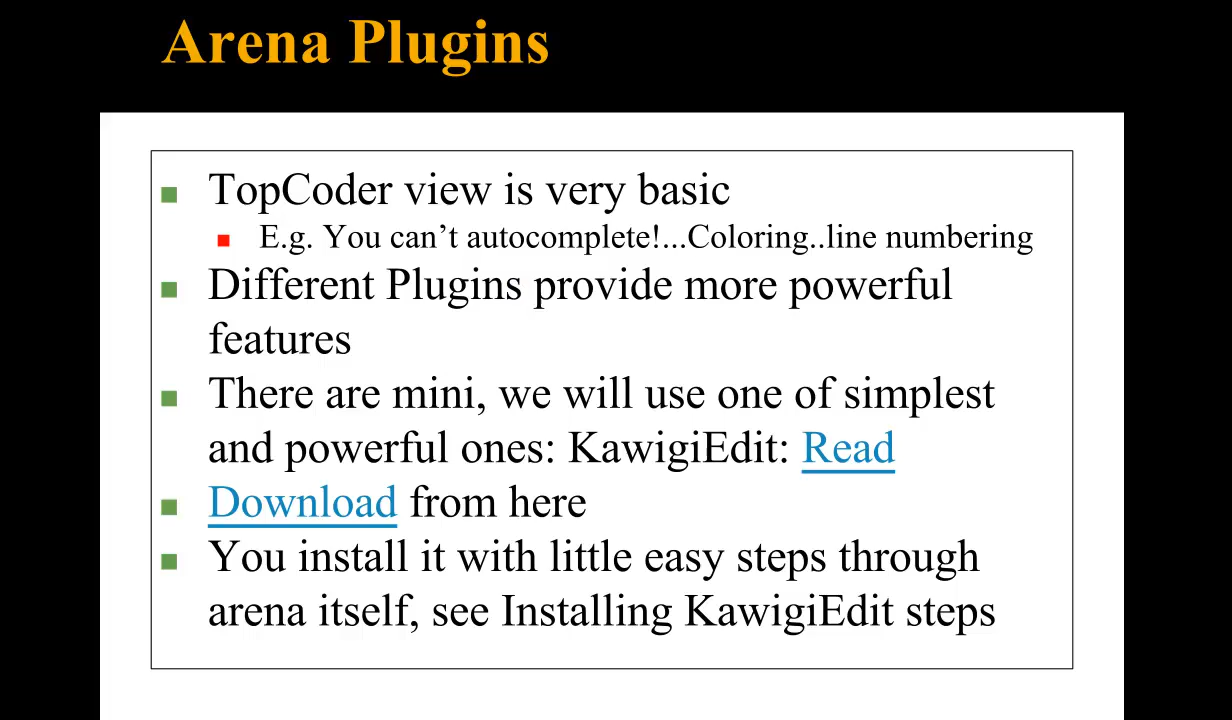 Arena Plugins
TopCoder view is very basic
E.g. You can’t autocomplete!...Coloring..line numbering
Different Plugins provide more powerful
features
There are mini, we will use one of simplest
and powerful ones: KawigiEdit: Read
Download from here
You install it with little easy steps through
arena itself, see Installing KawigiEdit steps